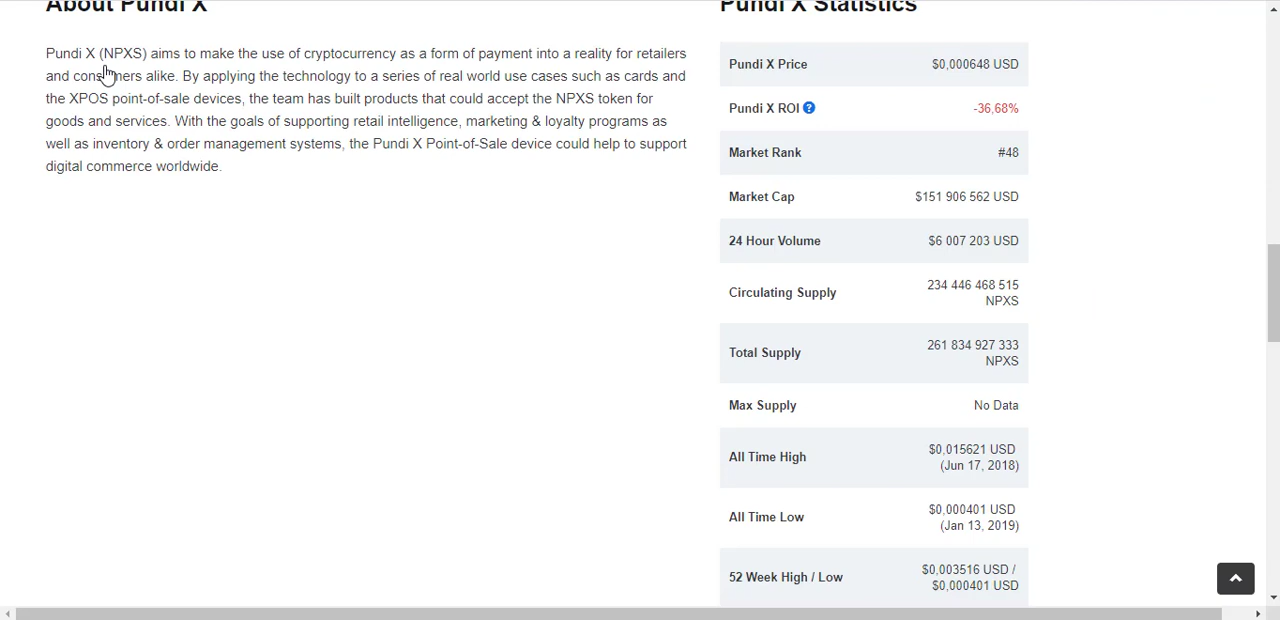 About Pundi X
Pundi X (NPXS) aims to make the use of cryptocurrency as a form of payment into a reality for retailers
and consumers alike. By applying the technology to a series of real world use cases such as cards and
the XPOS point-of-sale devices, the team has built products that could accept the NPXS token for
goods and services. With the goals of supporting retail intelligence, marketing & loyalty programs as
well as inventory & order management systems, the Pundi X Point-of-Sale device could help to support
digital commerce worldwide.
Pundi X Statistics
Pundi X Price $0,000648 USD
Pundi X ROI ? -36,68%
Market Rank #48
Market Cap $151 906 562 USD
24 Hour Volume $6 007 203 USD
Circulating Supply 234 446 468 515
NPXS
Total Supply 261 834 927 333
NPXS
Max Supply No Data
All Time High $0,015621 USD
(Jun 17, 2018)
All Time Low $0,000401 USD
(Jan 13, 2019)
52 Week High / Low $0,003516 USD /
$0,000401 USD